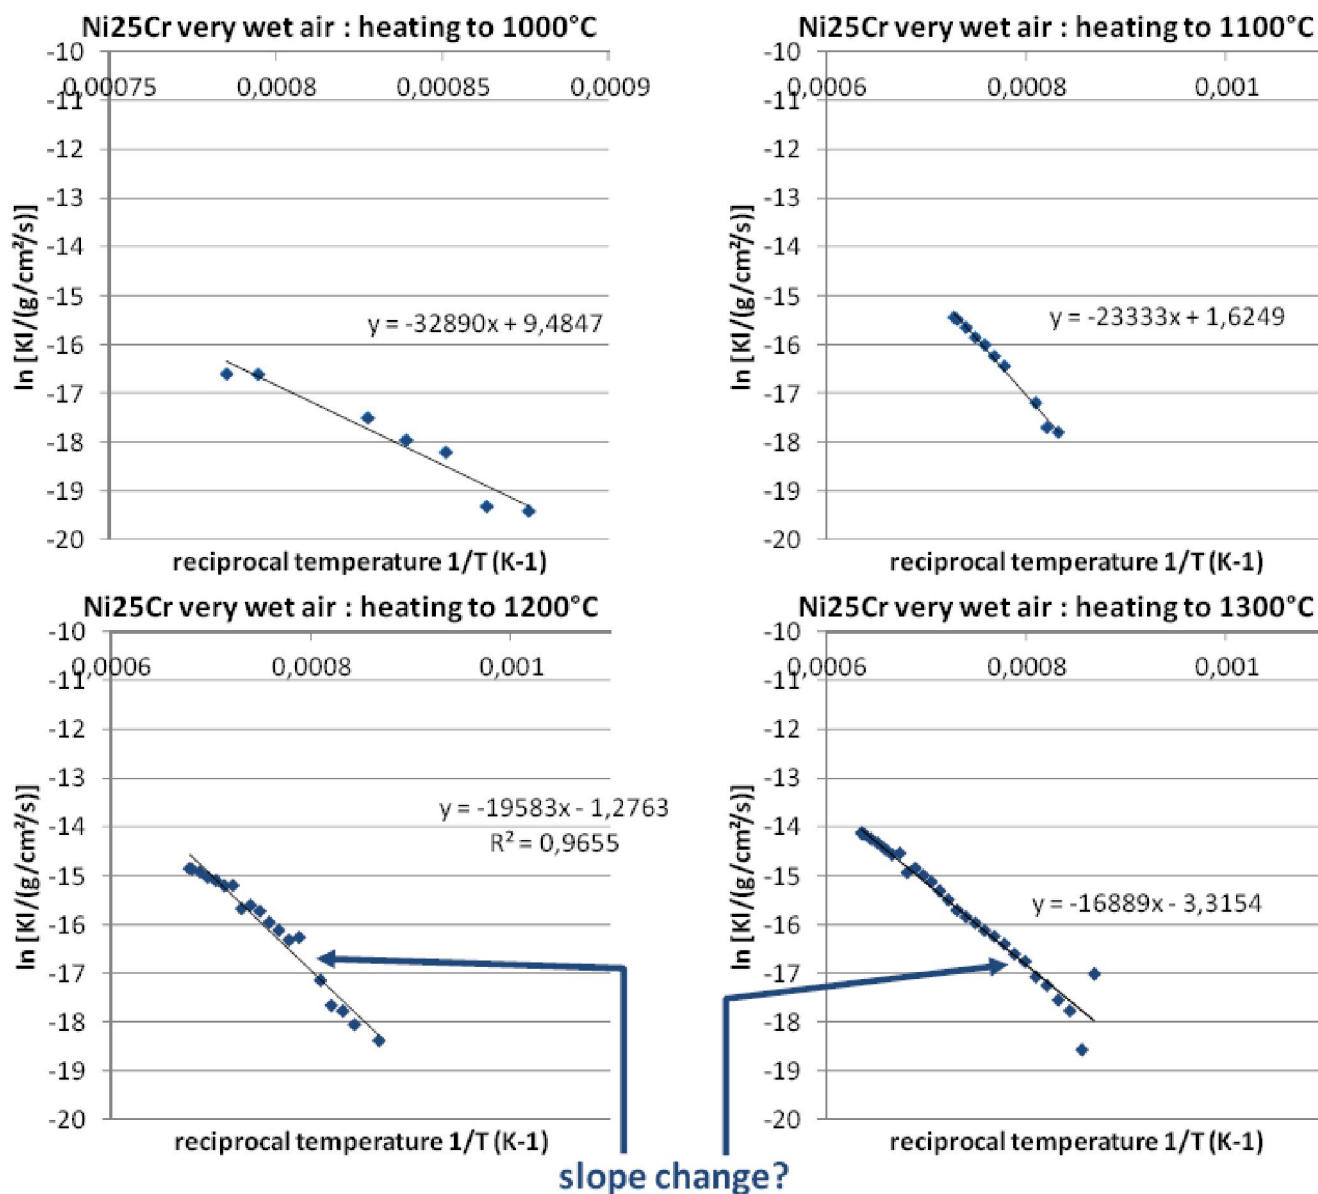 Ni25Cr very wet air : heating to 1000°C
-10
0,00075 0,0008 0,00085 0,0009
-11
-12
-13
-14
-15
-16
-17
-18
-19
-20
ln [Kl/(g/cm²/s)]
y = -32890x + 9,4847
reciprocal temperature 1/T (K-1)
Ni25Cr very wet air : heating to 1100°C
-10
0,0006 0,0008 0,001
-11
-12
-13
-14
-15
-16
-17
-18
-19
-20
ln [Kl/(g/cm²/s)]
y = -23333x + 1,6249
reciprocal temperature 1/T (K-1)
Ni25Cr very wet air : heating to 1200°C
-10
0,0006 0,0008 0,001
-11
-12
-13
-14
-15
-16
-17
-18
-19
-20
ln [Kl/(g/cm²/s)]
y = -19583x - 1,2763
R² = 0,9655
reciprocal temperature 1/T (K-1)
Ni25Cr very wet air : heating to 1300°C
-10
0,0006 0,0008 0,001
-11
-12
-13
-14
-15
-16
-17
-18
-19
-20
ln [Kl/(g/cm²/s)]
y = -16889x - 3,3154
reciprocal temperature 1/T (K-1)
slope change?